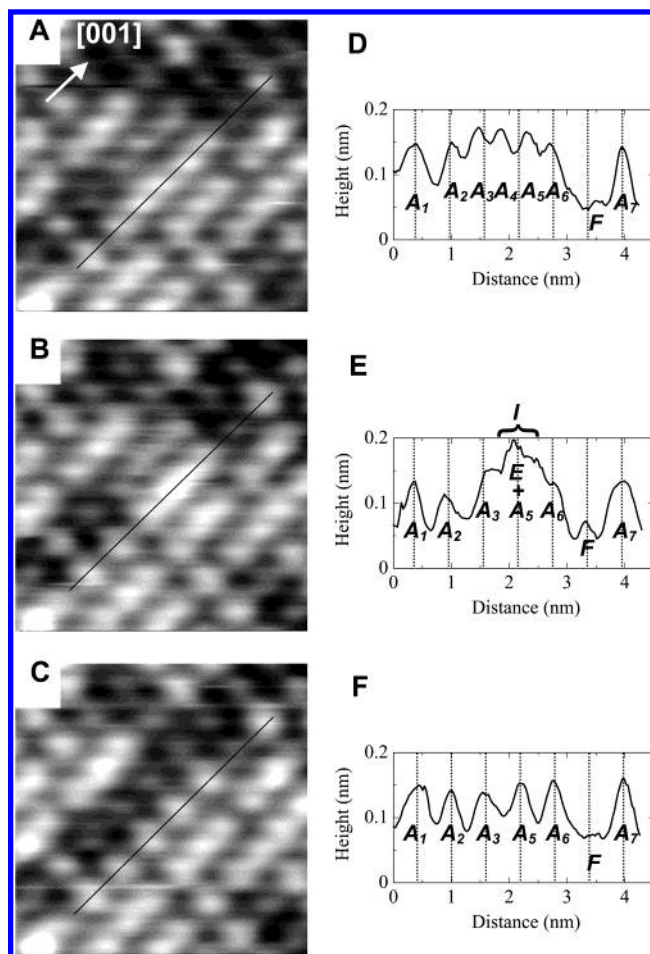 A [001]
D
0.2
0.1
0
Height (nm)
A1 A2 A3 A4 A5 A6 F A7
0 1 2 3 4
Distance (nm)
B
E
I
0.2
0.1
0
Height (nm)
E
+
A1 A2 A3 A5 A6 F A7
0 1 2 3 4
Distance (nm)
C
F
0.2
0.1
0
Height (nm)
A1 A2 A3 A5 A6 F A7
0 1 2 3 4
Distance (nm)